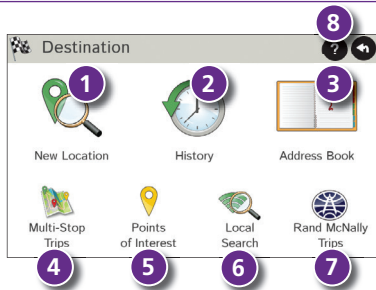 8
Destination ?
1 2 3
New Location History Address Book
Multi-Stop Points Local Rand McNally
Trips of Interest Search Trips
4 5 6 7